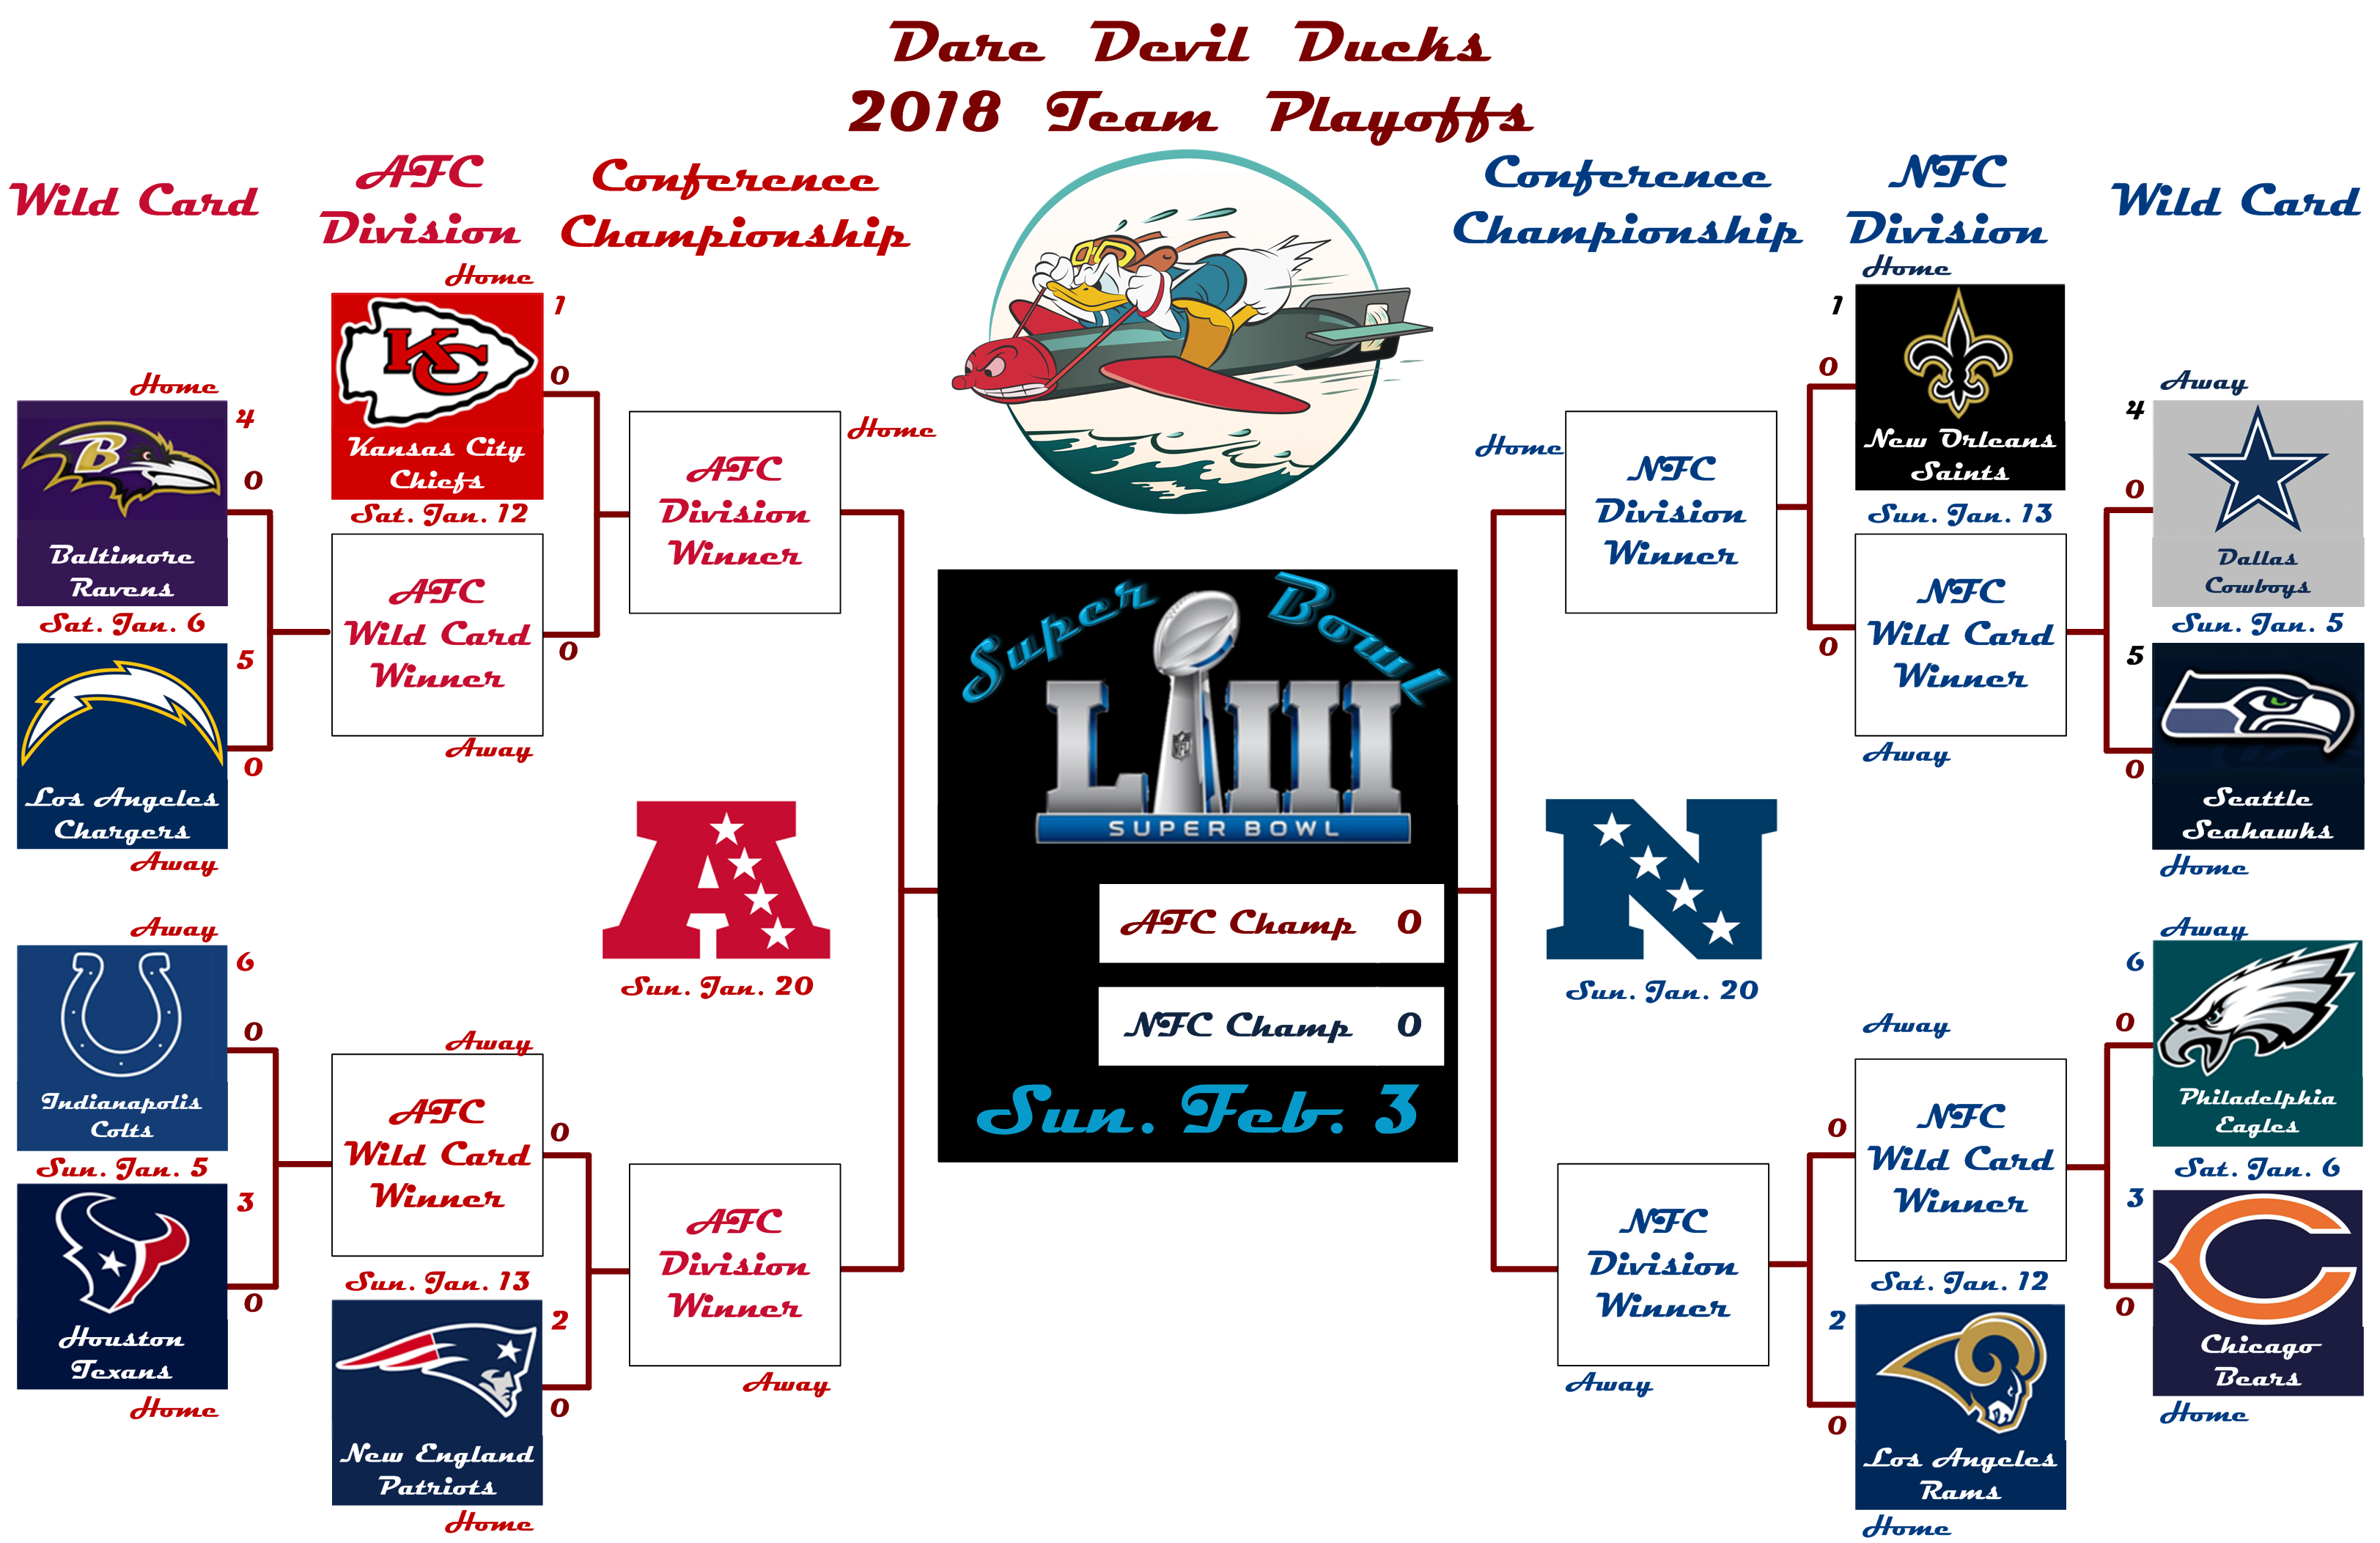 Dare Devil Ducks
2018 Team Playoffs
Wild Card
AFC
Division
Conference
Championship
Conference
Championship
NFC
Division
Wild Card
Home
1
KC
0
Kansas City
Chiefs
Sat. Jan. 12
AFC
Wild Card
Winner
0
Away
Home
4
B
0
Baltimore
Ravens
Sat. Jan. 6
5
Los Angeles
Chargers
0
Away
Away
6
0
Indianapolis
Colts
Sun. Jan. 5
3
Houston
Texans
0
Home
Away
AFC
Wild Card
Winner
0
Sun. Jan. 13
2
0
New England
Patriots
Home
Home
AFC
Division
Winner
A
Sun. Jan. 20
AFC
Division
Winner
Away
Super Bowl
LIII
NFL
SUPER BOWL
AFC Champ 0
NFC Champ 0
Sun. Feb. 3
Home
NFC
Division
Winner
N
Sun. Jan. 20
NFC
Division
Winner
Away
Home
1
0
New Orleans
Saints
Sun. Jan. 13
NFC
Wild Card
Winner
0
Away
Away
NFC
Wild Card
Winner
0
Sat. Jan. 12
2
0
Los Angeles
Rams
Home
Away
4
0
Dallas
Cowboys
Sun. Jan. 5
5
0
Seattle
Seahawks
Home
Away
6
0
Philadelphia
Eagles
Sat. Jan. 6
3
C
0
Chicago
Bears
Home